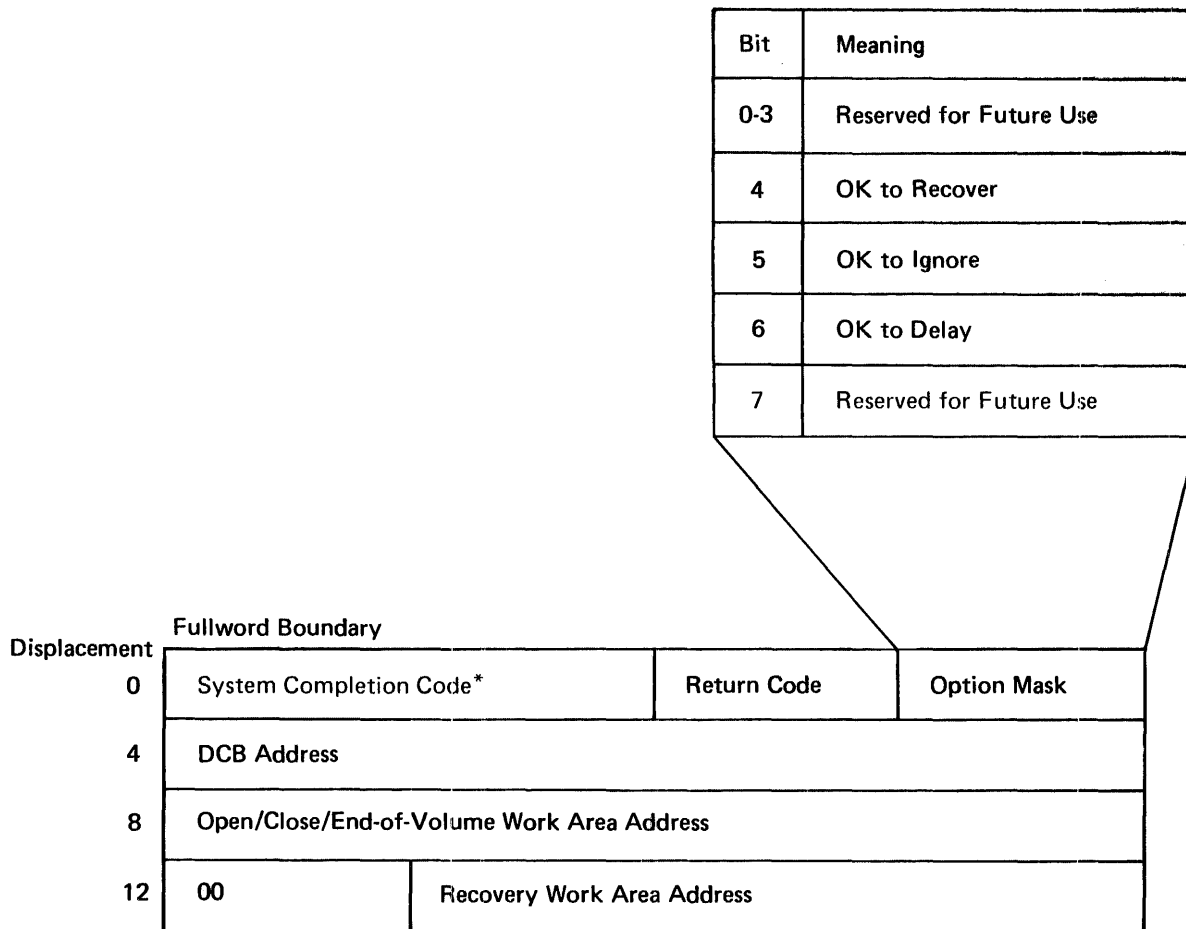 Bit Meaning
0-3 Reserved for Future Use
4 OK to Recover
5 OK to Ignore
6 OK to Delay
7 Reserved for Future Use
Fullword Boundary
Displacement
0 System Completion Code* Return Code Option Mask
4 DCB Address
8 Open/Close/End-of-Volume Work Area Address
12 00 Recovery Work Area Address